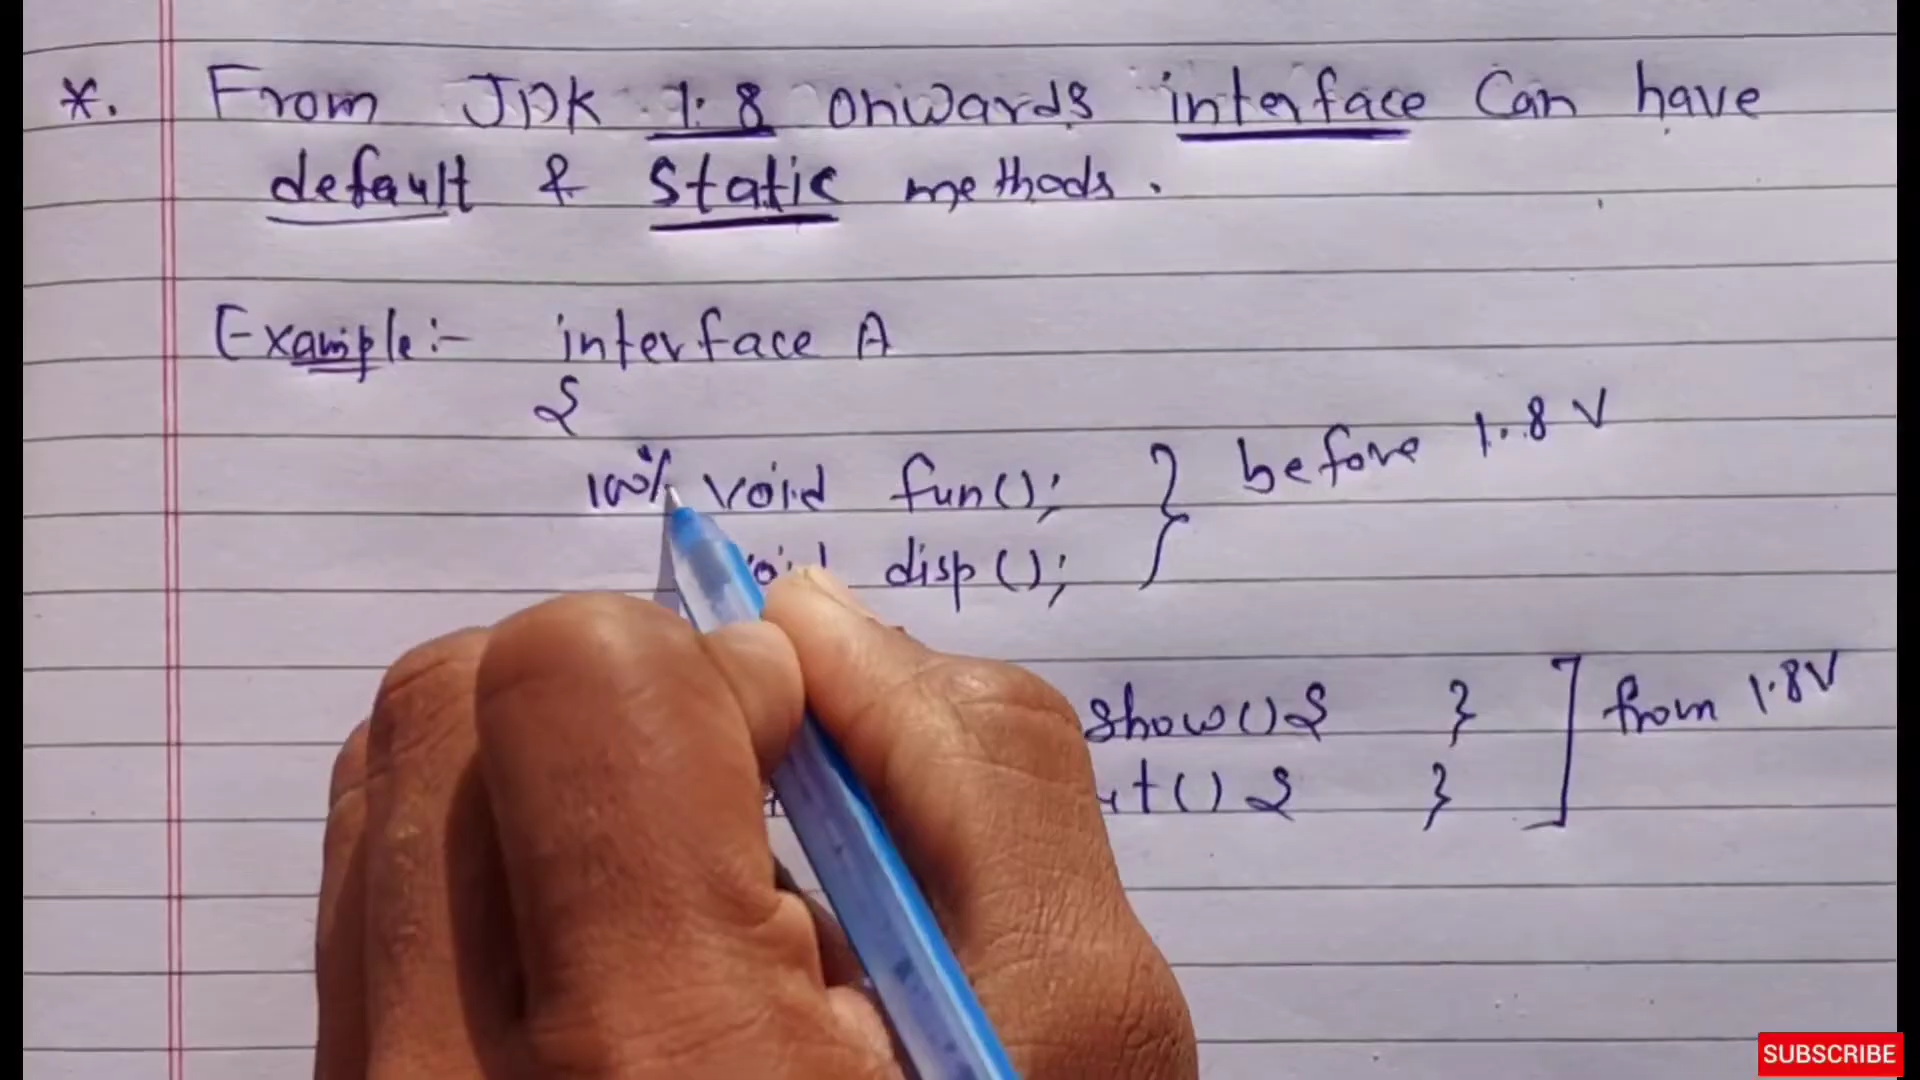 *. From JDK 1.8 onwards interface Can have
default & static methods.
Example:- interface A
{
100% void fun(); } before 1.8 V
disp();
show(){ } ] from 1.8V
() { }
SUBSCRIBE